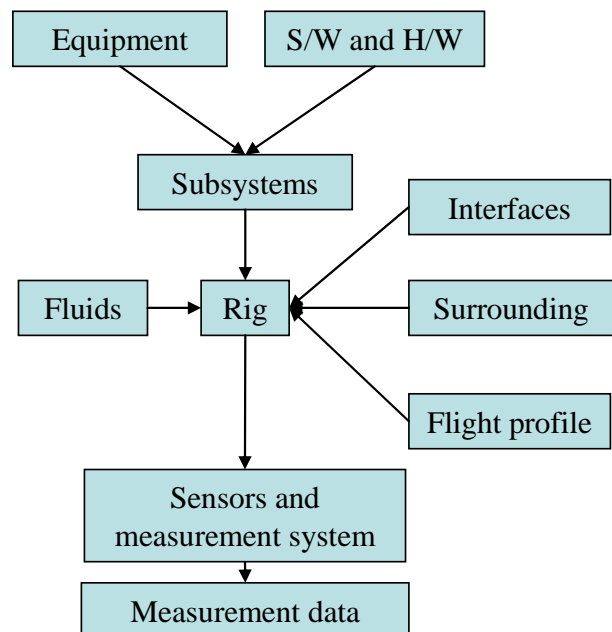 Equipment
S/W and H/W
Subsystems
Interfaces
Fluids
Rig
Surrounding
Flight profile
Sensors and
measurement system
Measurement data